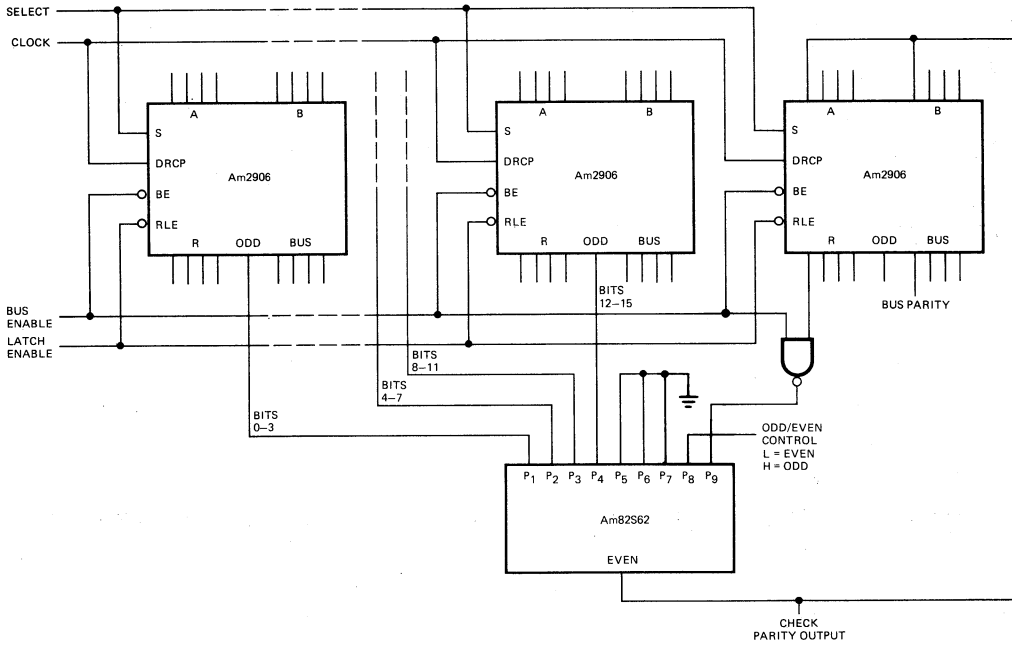 SELECT
CLOCK
A B
S
DRCP
Am2906
BE
RLE
R ODD BUS
A B
S
DRCP
Am2906
BE
RLE
R ODD BUS
A B
S
DRCP
Am2906
BE
RLE
R ODD BUS
BITS
12–15
BUS PARITY
BUS
ENABLE
LATCH
ENABLE
BITS
8–11
BITS
4–7
BITS
0–3
ODD/EVEN
CONTROL
L = EVEN
H = ODD
P1 P2 P3 P4 P5 P6 P7 P8 P9
Am82S62
EVEN
CHECK
PARITY OUTPUT